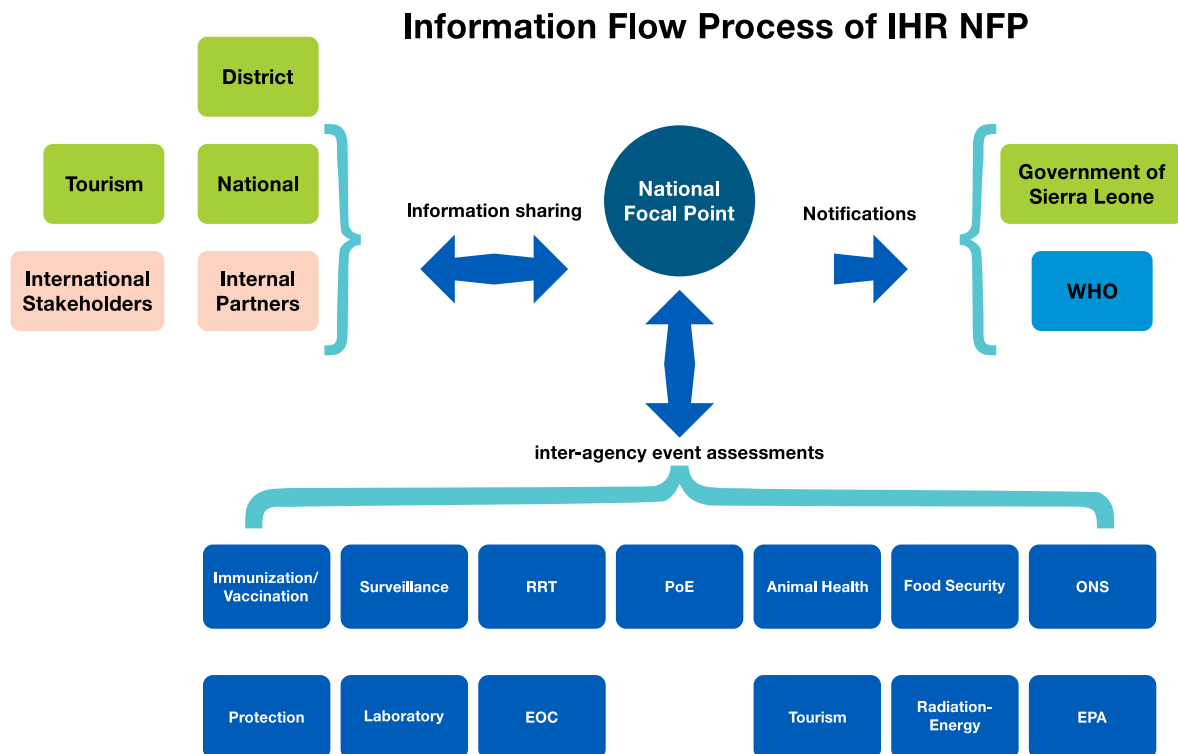 Information Flow Process of IHR NFP
District
Tourism
National
International
Stakeholders
Internal
Partners
Information sharing
National
Focal Point
Notifications
Government of
Sierra Leone
WHO
inter-agency event assessments
Immunization/
Vaccination
Surveillance
RRT
PoE
Animal Health
Food Security
ONS
Protection
Laboratory
EOC
Tourism
Radiation-
Energy
EPA